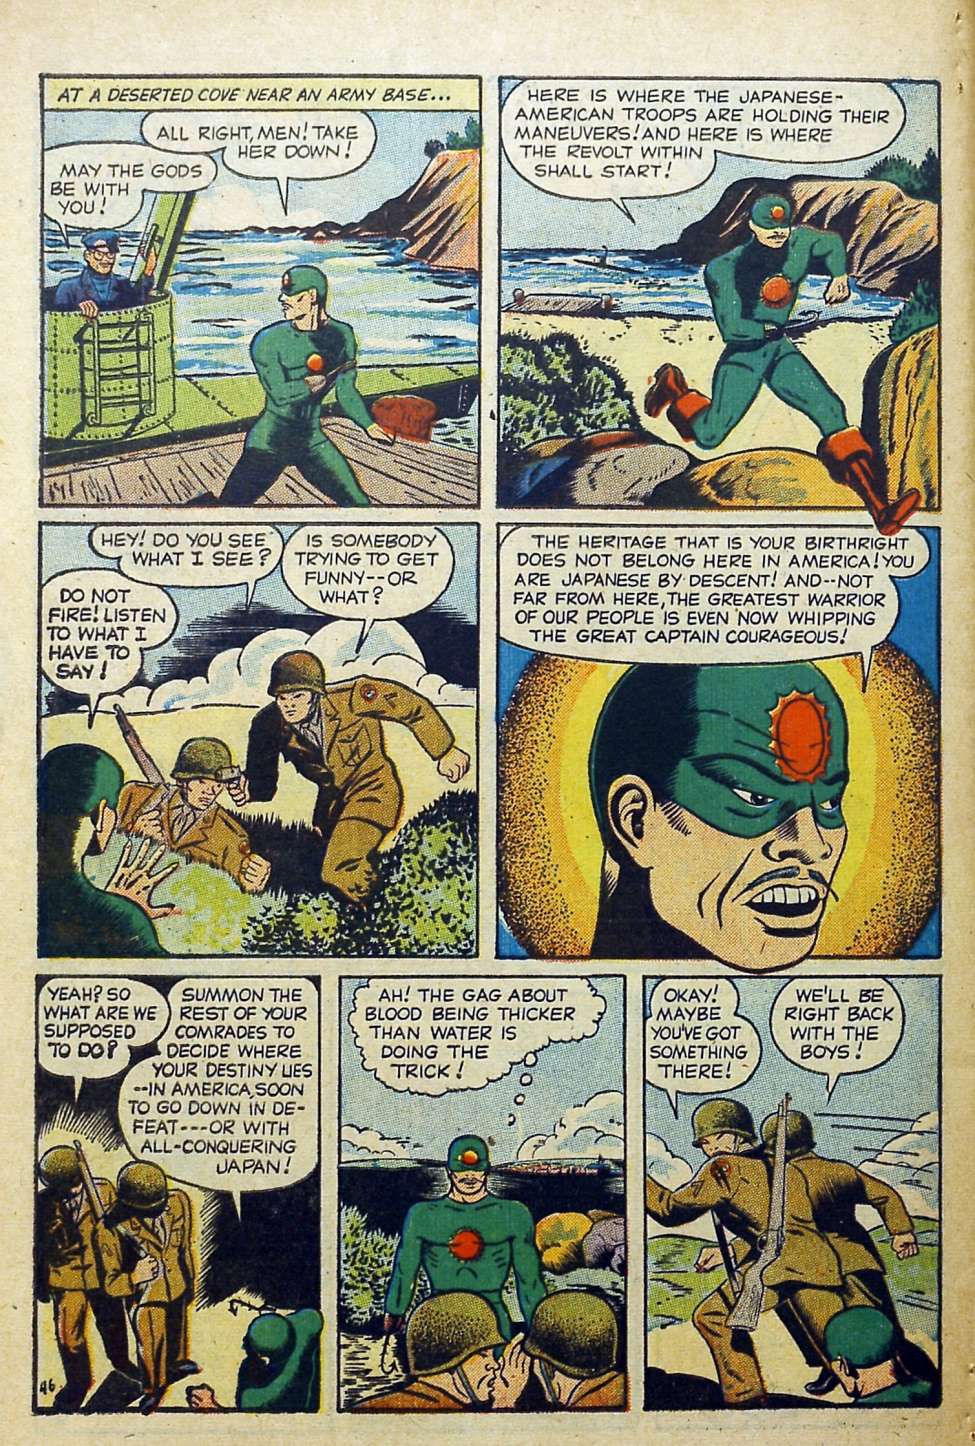 AT A DESERTED COVE NEAR AN ARMY BASE...
MAY THE GODS
BE WITH
YOU!
ALL RIGHT, MEN! TAKE
HER DOWN!
HERE IS WHERE THE JAPANESE-
AMERICAN TROOPS ARE HOLDING THEIR
MANEUVERS! AND HERE IS WHERE
THE REVOLT WITHIN
SHALL START!
DO NOT
FIRE! LISTEN
TO WHAT I
HAVE TO
SAY!
HEY! DO YOU SEE
WHAT I SEE?
IS SOMEBODY
TRYING TO GET
FUNNY--OR
WHAT?
THE HERITAGE THAT IS YOUR BIRTHRIGHT
DOES NOT BELONG HERE IN AMERICA! YOU
ARE JAPANESE BY DESCENT! AND--NOT
FAR FROM HERE, THE GREATEST WARRIOR
OF OUR PEOPLE IS EVEN NOW WHIPPING
THE GREAT CAPTAIN COURAGEOUS!
YEAH? SO
WHAT ARE WE
SUPPOSED
TO DO?
SUMMON THE
REST OF YOUR
COMRADES TO
DECIDE WHERE
YOUR DESTINY LIES
--IN AMERICA, SOON
TO GO DOWN IN DE-
FEAT---OR WITH
ALL-CONQUERING
JAPAN!
AH! THE GAG ABOUT
BLOOD BEING THICKER
THAN WATER IS
DOING THE
TRICK!
OKAY!
MAYBE
YOU'VE GOT
SOMETHING
THERE!
WE'LL BE
RIGHT BACK
WITH THE
BOYS!
46